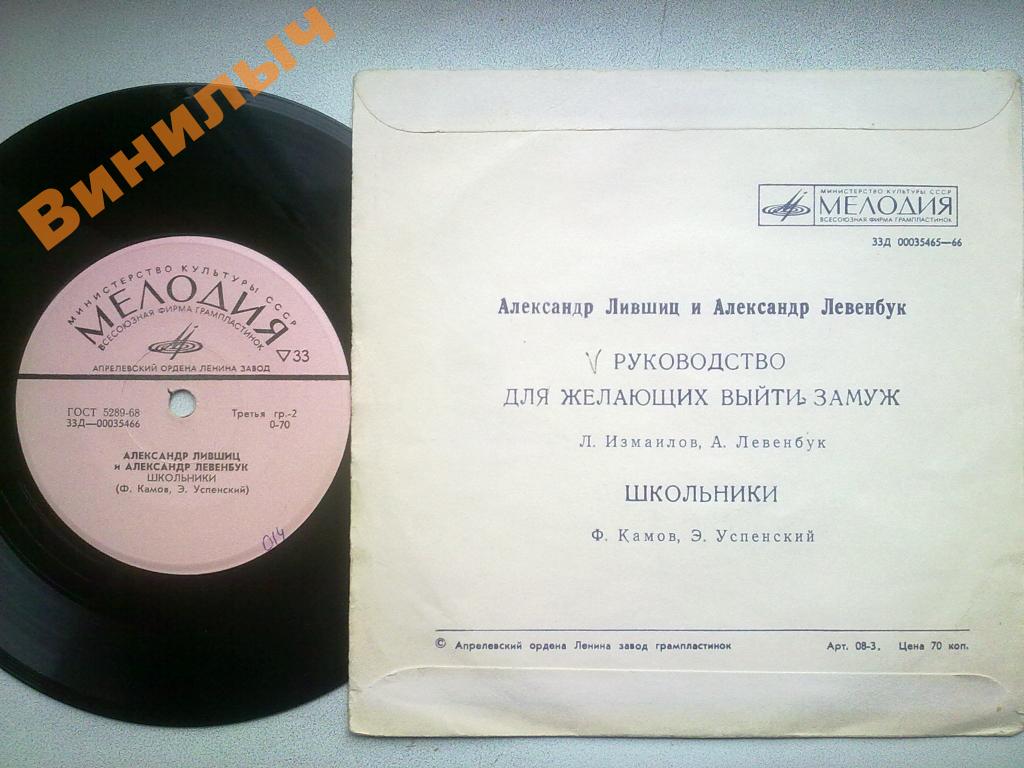 Винилыч
МИНИСТЕРСТВО КУЛЬТУРЫ СССР
МЕЛОДИЯ
ВСЕСОЮЗНАЯ ФИРМА ГРАМПЛАСТИНОК
▽33
АПРЕЛЕВСКИЙ ОРДЕНА ЛЕНИНА ЗАВОД
ГОСТ 5289-68
33Д—00035466
Третья гр.-2
0-70
АЛЕКСАНДР ЛИВШИЦ
и АЛЕКСАНДР ЛЕВЕНБУК
ШКОЛЬНИКИ
(Ф. Камов, Э. Успенский)
014
МИНИСТЕРСТВО КУЛЬТУРЫ СССР
МЕЛОДИЯ
ВСЕСОЮЗНАЯ ФИРМА ГРАМПЛАСТИНОК
33Д 00035465—66
Александр Лившиц и Александр Левенбук
V РУКОВОДСТВО
ДЛЯ ЖЕЛАЮЩИХ ВЫЙТИ ЗАМУЖ
Л. Измаилов, А. Левенбук
ШКОЛЬНИКИ
Ф. Камов, Э. Успенский
© Апрелевский ордена Ленина завод грампластинок Арт. 08-3. Цена 70 коп.